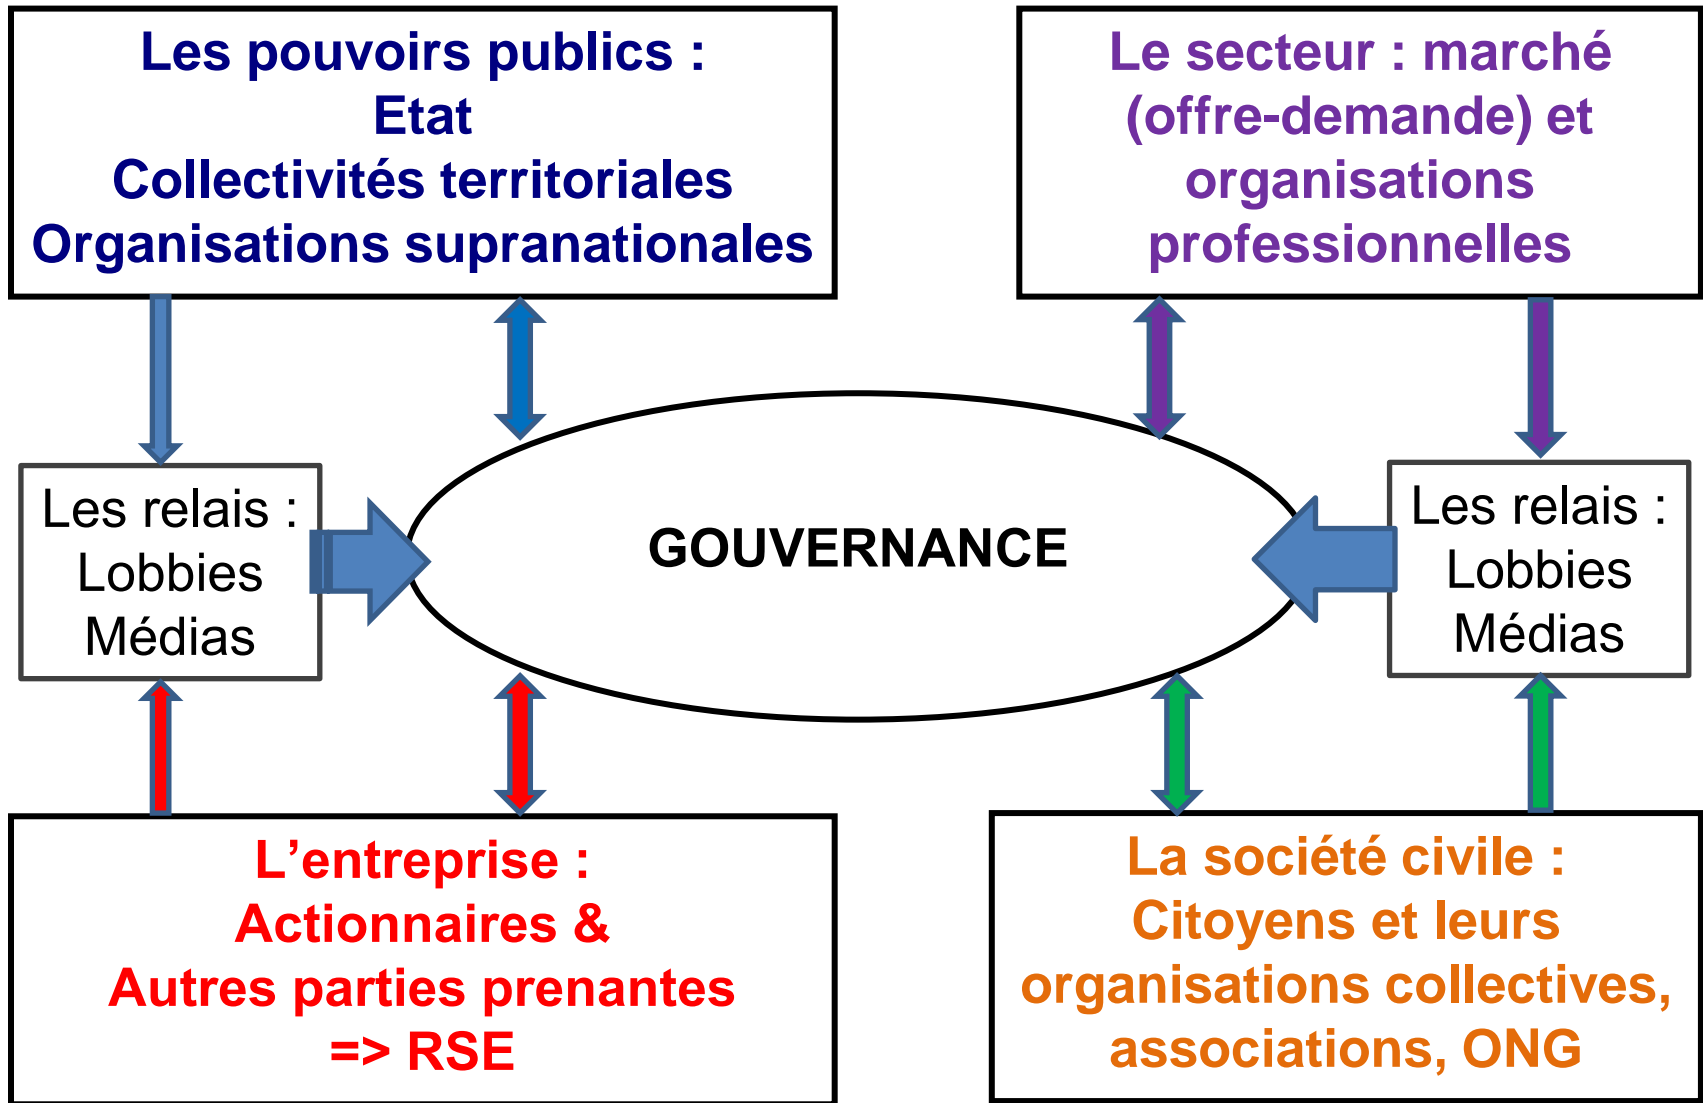 Les pouvoirs publics :
Etat
Collectivités territoriales
Organisations supranationales
Le secteur : marché
(offre-demande) et
organisations
professionnelles
Les relais :
Lobbies
Médias
GOUVERNANCE
Les relais :
Lobbies
Médias
L’entreprise :
Actionnaires &
Autres parties prenantes
=> RSE
La société civile :
Citoyens et leurs
organisations collectives,
associations, ONG